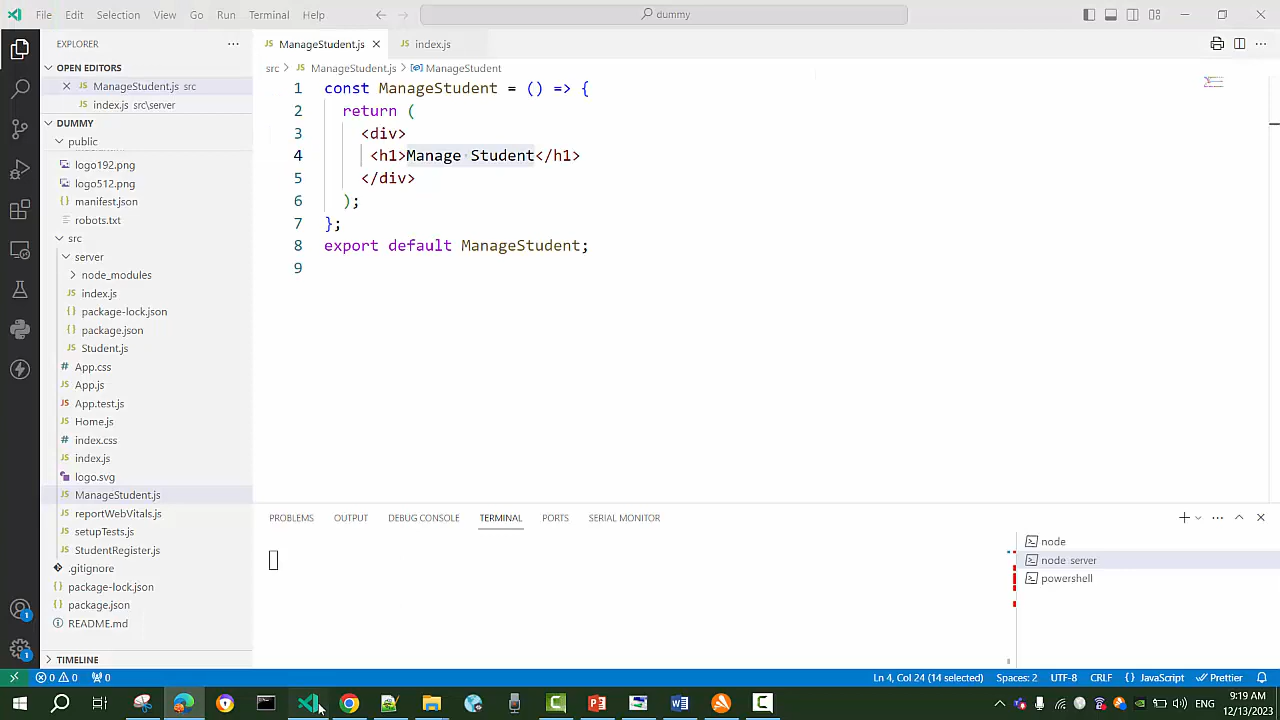 File Edit Selection View Go Run Terminal Help
dummy
EXPLORER
OPEN EDITORS
ManageStudent.js src
index.js src\server
DUMMY
public
logo192.png
logo512.png
manifest.json
robots.txt
src
server
node_modules
index.js
package-lock.json
package.json
Student.js
App.css
App.js
App.test.js
Home.js
index.css
index.js
logo.svg
ManageStudent.js
reportWebVitals.js
setupTests.js
StudentRegister.js
.gitignore
package-lock.json
package.json
README.md
TIMELINE
ManageStudent.js
index.js
src > ManageStudent.js > ManageStudent
1 const ManageStudent = () => {
2 return (
3 <div>
4 <h1>Manage Student</h1>
5 </div>
6 );
7 };
8 export default ManageStudent;
9
PROBLEMS OUTPUT DEBUG CONSOLE TERMINAL PORTS SERIAL MONITOR
node
node server
powershell
0 0 0
Ln 4, Col 24 (14 selected) Spaces: 2 UTF-8 CRLF {} JavaScript Prettier
9:19 AM
ENG
12/13/2023